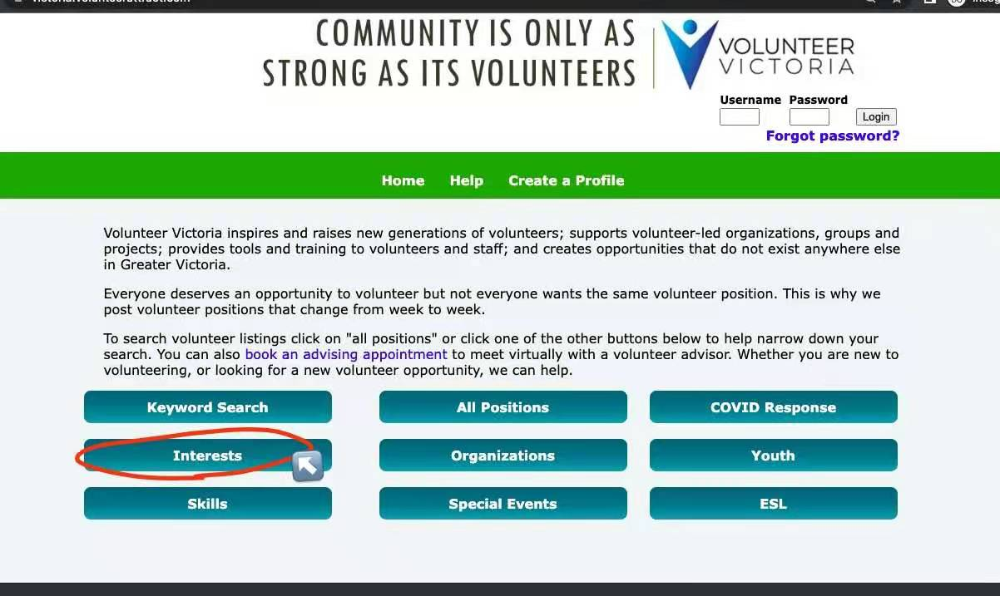 COMMUNITY IS ONLY AS
STRONG AS ITS VOLUNTEERS
VOLUNTEER
VICTORIA
Username Password
Login
Forgot password?
Home Help Create a Profile
Volunteer Victoria inspires and raises new generations of volunteers; supports volunteer-led organizations, groups and
projects; provides tools and training to volunteers and staff; and creates opportunities that do not exist anywhere else
in Greater Victoria.
Everyone deserves an opportunity to volunteer but not everyone wants the same volunteer position. This is why we
post volunteer positions that change from week to week.
To search volunteer listings click on "all positions" or click one of the other buttons below to help narrow down your
search. You can also book an advising appointment to meet virtually with a volunteer advisor. Whether you are new to
volunteering, or looking for a new volunteer opportunity, we can help.
Keyword Search All Positions COVID Response
Interests Organizations Youth
Skills Special Events ESL